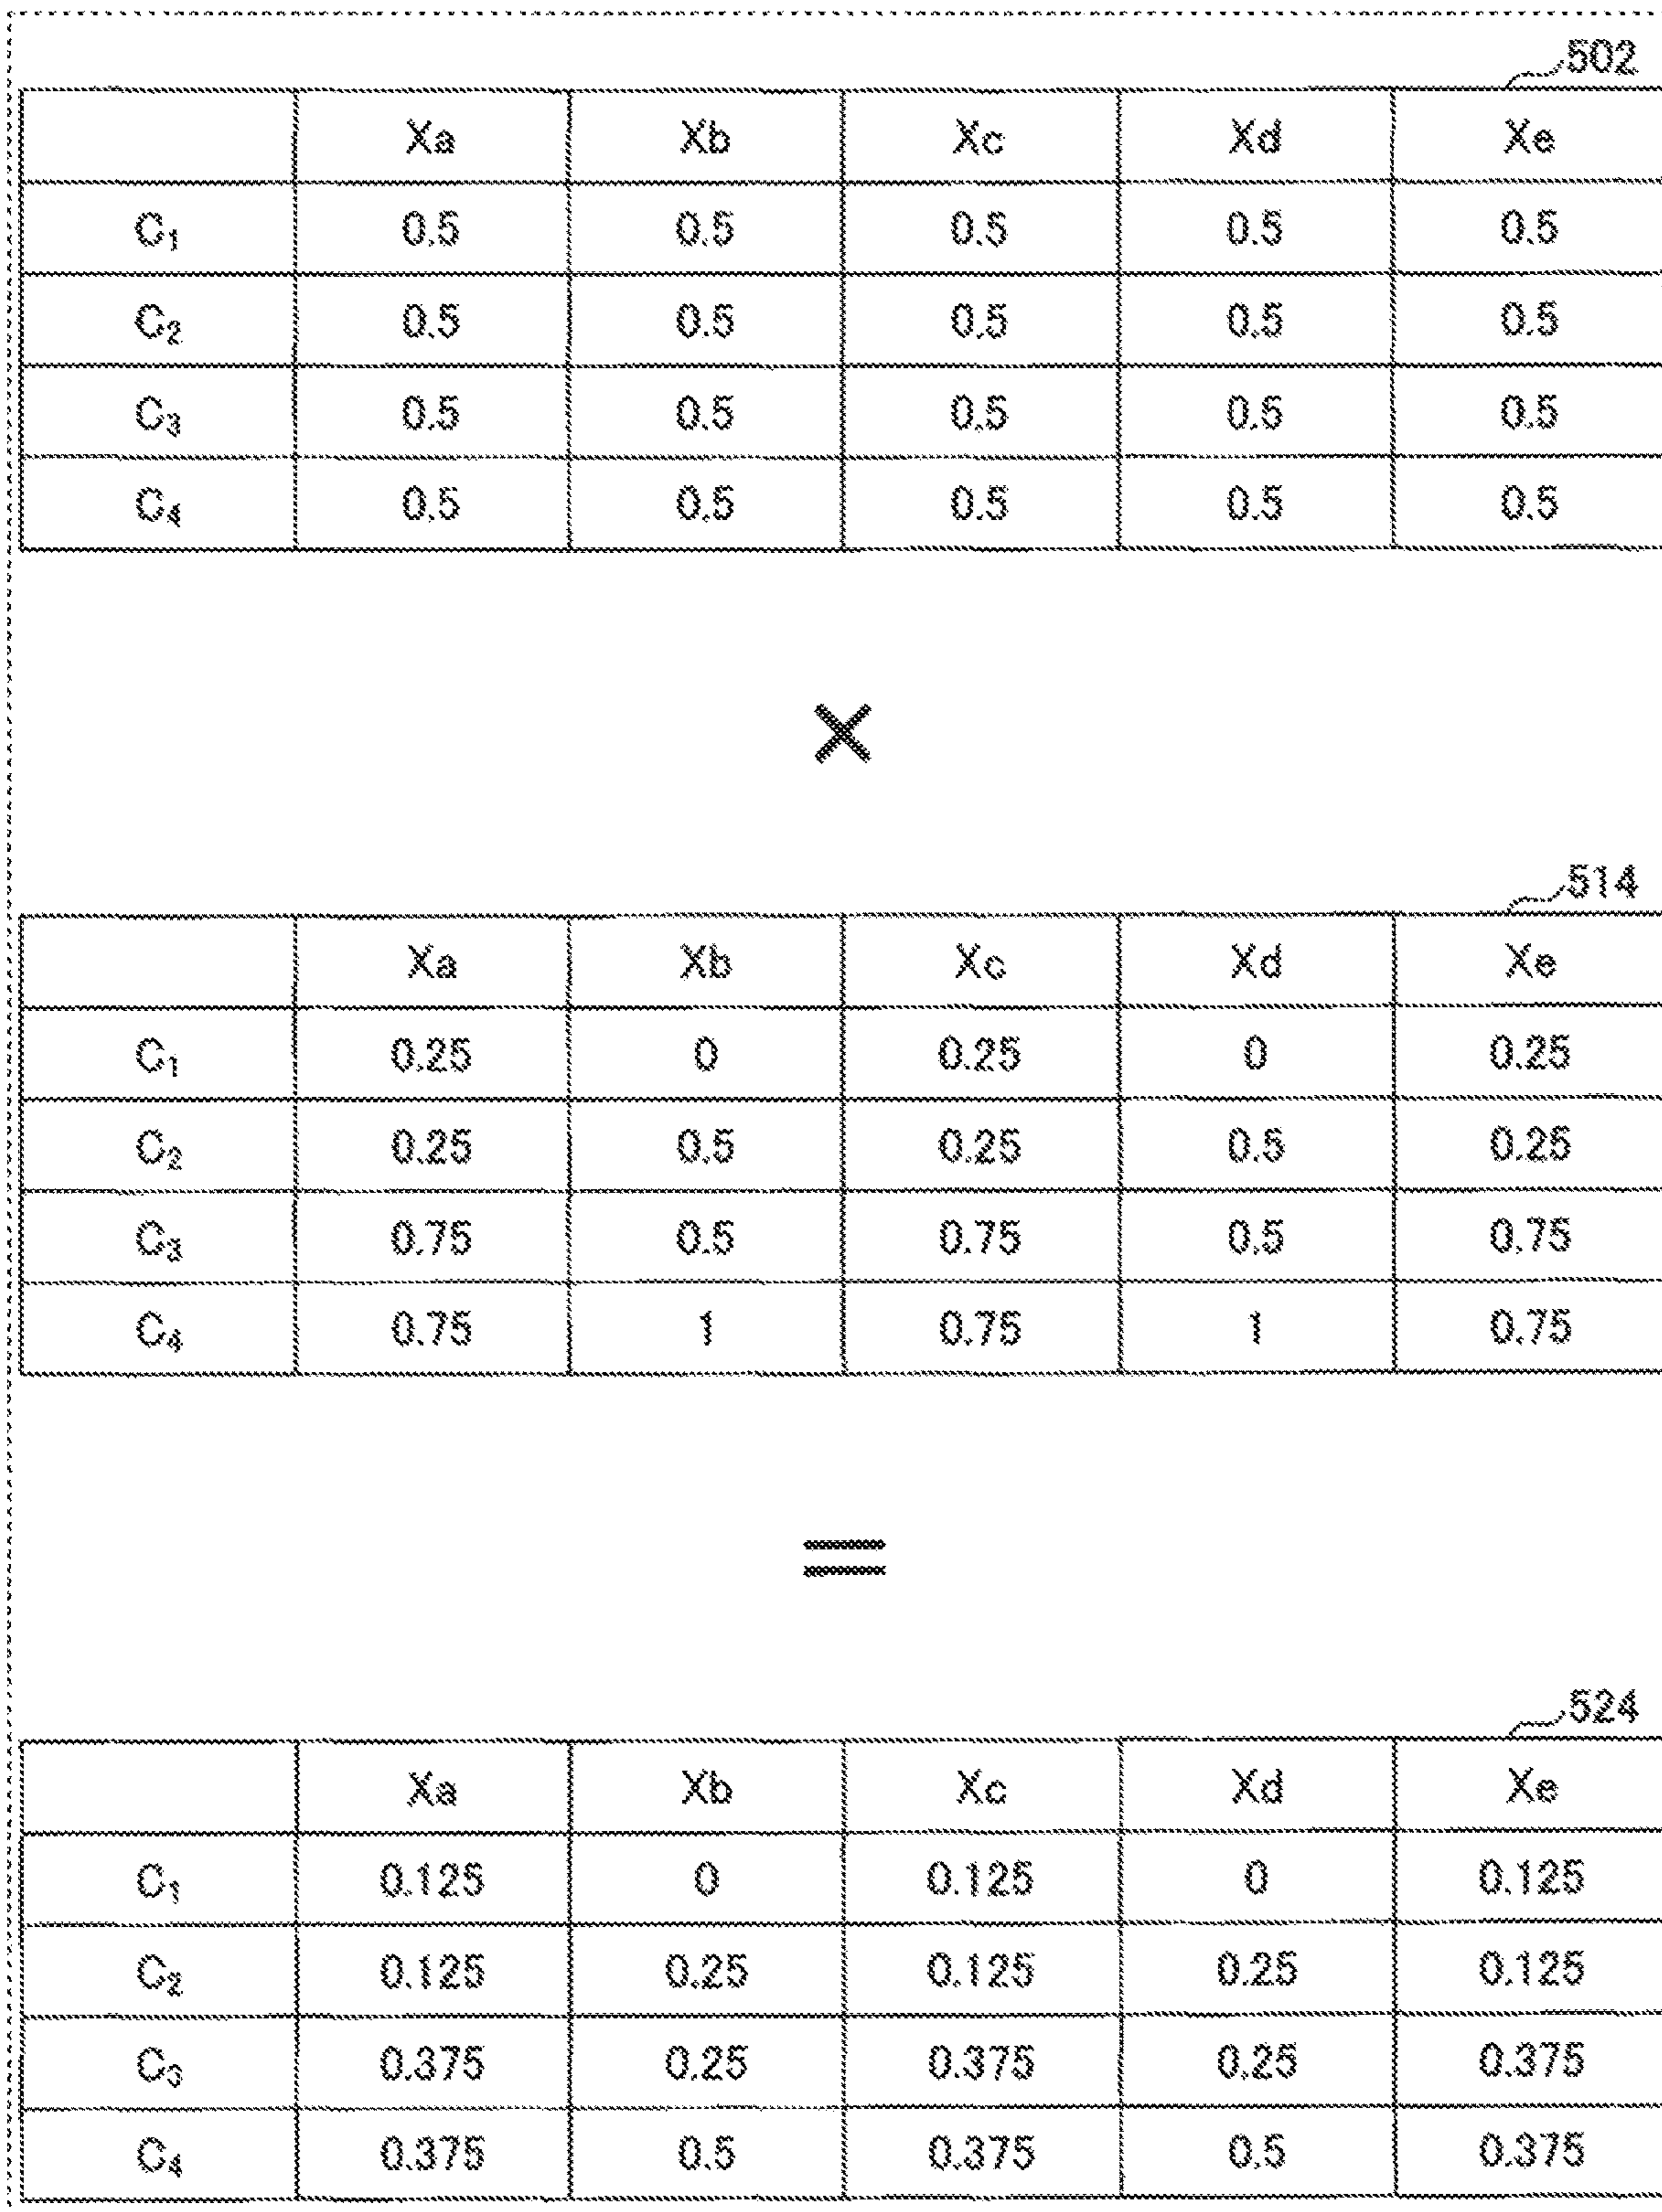 502
Xa Xb Xc Xd Xe
C₁ 0.5 0.5 0.5 0.5 0.5
C₂ 0.5 0.5 0.5 0.5 0.5
C₃ 0.5 0.5 0.5 0.5 0.5
C₄ 0.5 0.5 0.5 0.5 0.5
×
514
Xa Xb Xc Xd Xe
C₁ 0.25 0 0.25 0 0.25
C₂ 0.25 0.5 0.25 0.5 0.25
C₃ 0.75 0.5 0.75 0.5 0.75
C₄ 0.75 1 0.75 1 0.75
=
524
Xa Xb Xc Xd Xe
C₁ 0.125 0 0.125 0 0.125
C₂ 0.125 0.25 0.125 0.25 0.125
C₃ 0.375 0.25 0.375 0.25 0.375
C₄ 0.375 0.5 0.375 0.5 0.375